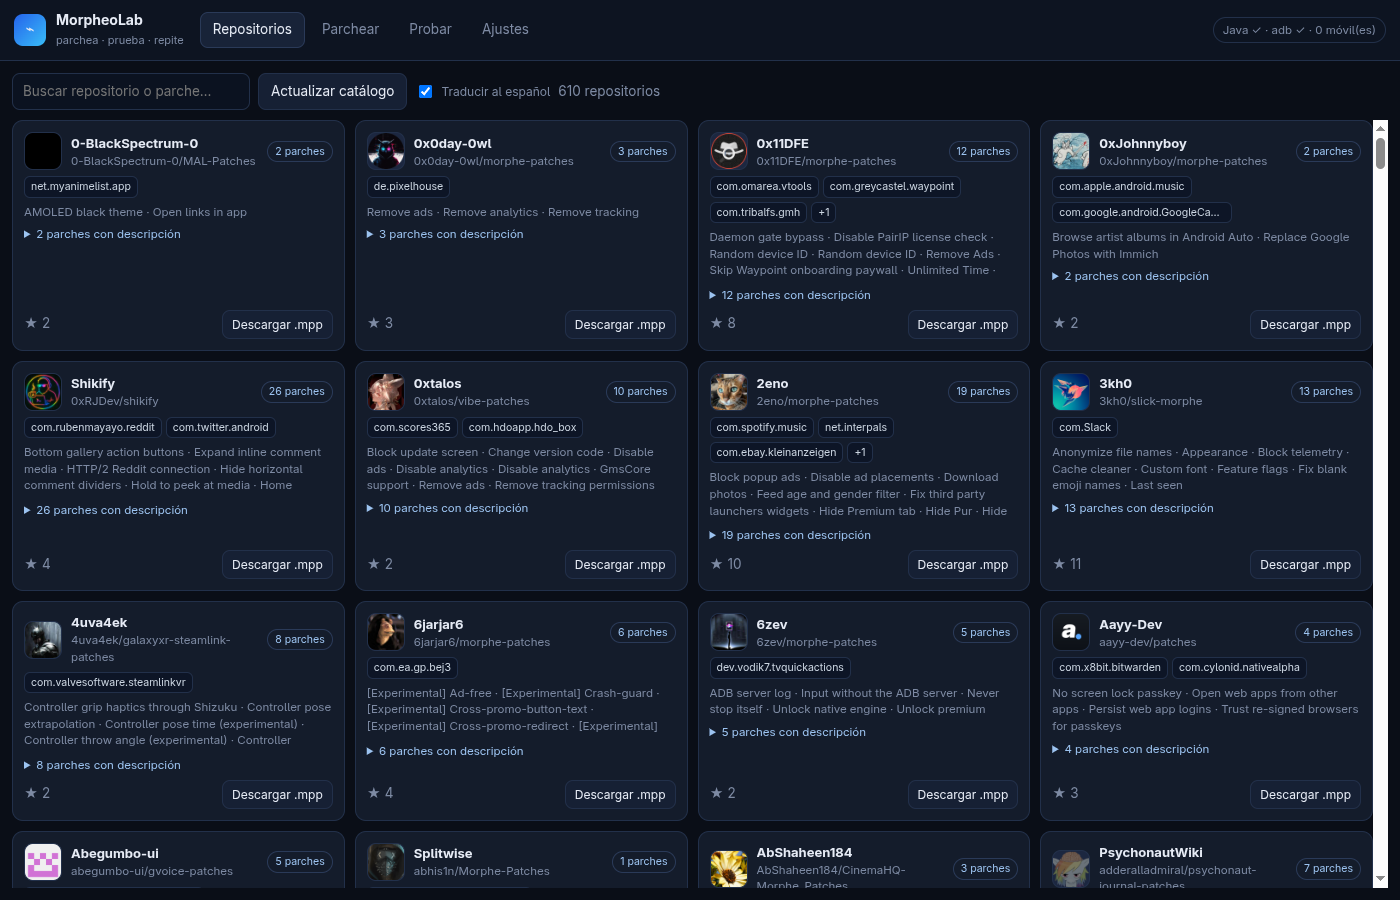 MorpheoLab
parchea · prueba · repite
Repositorios
Parchear
Probar
Ajustes
Java ✓ · adb ✓ · 0 móvil(es)
Buscar repositorio o parche...
Actualizar catálogo
Traducir al español
610 repositorios
0-BlackSpectrum-0
0-BlackSpectrum-0/MAL-Patches
2 parches
net.myanimelist.app
AMOLED black theme · Open links in app
▶ 2 parches con descripción
★ 2
Descargar .mpp
0x0day-0wl
0x0day-0wl/morphe-patches
3 parches
de.pixelhouse
Remove ads · Remove analytics · Remove tracking
▶ 3 parches con descripción
★ 3
Descargar .mpp
0x11DFE
0x11DFE/morphe-patches
12 parches
com.omarea.vtools
com.greycastel.waypoint
com.tribalfs.gmh
+1
Daemon gate bypass · Disable PairIP license check ·
Random device ID · Random device ID · Remove Ads ·
Skip Waypoint onboarding paywall · Unlimited Time ·
▶ 12 parches con descripción
★ 8
Descargar .mpp
0xJohnnyboy
0xJohnnyboy/morphe-patches
2 parches
com.apple.android.music
com.google.android.GoogleCa...
Browse artist albums in Android Auto · Replace Google
Photos with Immich
▶ 2 parches con descripción
★ 2
Descargar .mpp
Shikify
0xRJDev/shikify
26 parches
com.rubenmayayo.reddit
com.twitter.android
Bottom gallery action buttons · Expand inline comment
media · HTTP/2 Reddit connection · Hide horizontal
comment dividers · Hold to peek at media · Home
▶ 26 parches con descripción
★ 4
Descargar .mpp
0xtalos
0xtalos/vibe-patches
10 parches
com.scores365
com.hdoapp.hdo_box
Block update screen · Change version code · Disable
ads · Disable analytics · Disable analytics · GmsCore
support · Remove ads · Remove tracking permissions
▶ 10 parches con descripción
★ 2
Descargar .mpp
2eno
2eno/morphe-patches
19 parches
com.spotify.music
net.interpals
com.ebay.kleinanzeigen
+1
Block popup ads · Disable ad placements · Download
photos · Feed age and gender filter · Fix third party
launchers widgets · Hide Premium tab · Hide Pur · Hide
▶ 19 parches con descripción
★ 10
Descargar .mpp
3kh0
3kh0/slick-morphe
13 parches
com.Slack
Anonymize file names · Appearance · Block telemetry ·
Cache cleaner · Custom font · Feature flags · Fix blank
emoji names · Last seen
▶ 13 parches con descripción
★ 11
Descargar .mpp
4uva4ek
4uva4ek/galaxyxr-steamlink-
patches
8 parches
com.valvesoftware.steamlinkvr
Controller grip haptics through Shizuku · Controller pose
extrapolation · Controller pose time (experimental) ·
Controller throw angle (experimental) · Controller
▶ 8 parches con descripción
★ 2
Descargar .mpp
6jarjar6
6jarjar6/morphe-patches
6 parches
com.ea.gp.bej3
[Experimental] Ad-free · [Experimental] Crash-guard ·
[Experimental] Cross-promo-button-text ·
[Experimental] Cross-promo-redirect · [Experimental]
▶ 6 parches con descripción
★ 4
Descargar .mpp
6zev
6zev/morphe-patches
5 parches
dev.vodik7.tvquickactions
ADB server log · Input without the ADB server · Never
stop itself · Unlock native engine · Unlock premium
▶ 5 parches con descripción
★ 2
Descargar .mpp
a.
Aayy-Dev
aayy-dev/patches
4 parches
com.x8bit.bitwarden
com.cylonid.nativealpha
No screen lock passkey · Open web apps from other
apps · Persist web app logins · Trust re-signed browsers
for passkeys
▶ 4 parches con descripción
★ 3
Descargar .mpp
Abegumbo-ui
abegumbo-ui/gvoice-patches
5 parches
Splitwise
abhis1n/Morphe-Patches
1 parches
AbShaheen184
AbShaheen184/CinemaHQ-
Morphe_Patches
3 parches
PsychonautWiki
adderalladmiral/psychonaut-
journal-patches
7 parches